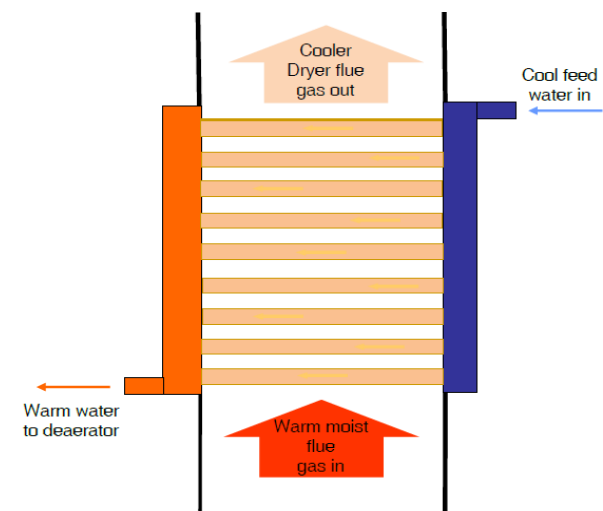 Cooler
Dryer flue
gas out
Cool feed
water in
Warm water
to deaerator
Warm moist
flue
gas in